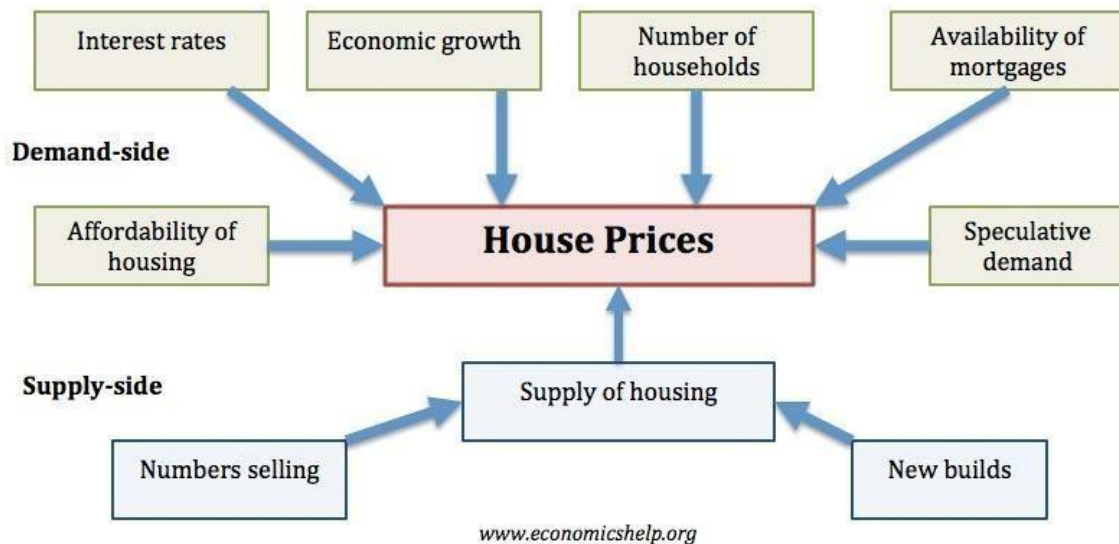 Interest rates
Economic growth
Number of
households
Availability of
mortgages
Demand-side
Affordability of
housing
House Prices
Speculative
demand
Supply-side
Supply of housing
Numbers selling
New builds
www.economicshelp.org